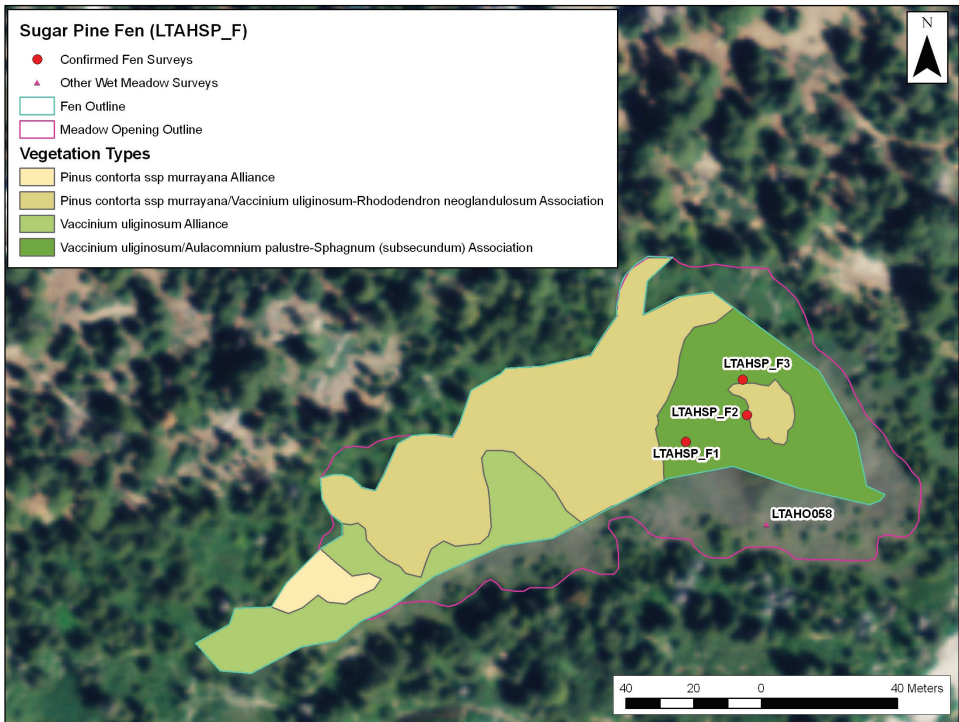 Sugar Pine Fen (LTAHSP_F)
Confirmed Fen Surveys
Other Wet Meadow Surveys
Fen Outline
Meadow Opening Outline
Vegetation Types
Pinus contorta ssp murrayana Alliance
Pinus contorta ssp murrayana/Vaccinium uliginosum-Rhododendron neoglandulosum Association
Vaccinium uliginosum Alliance
Vaccinium uliginosum/Aulacomnium palustre-Sphagnum (subsecundum) Association
N
LTAHSP_F3
LTAHSP_F2
LTAHSP_F1
LTAHO058
40 20 0 40 Meters